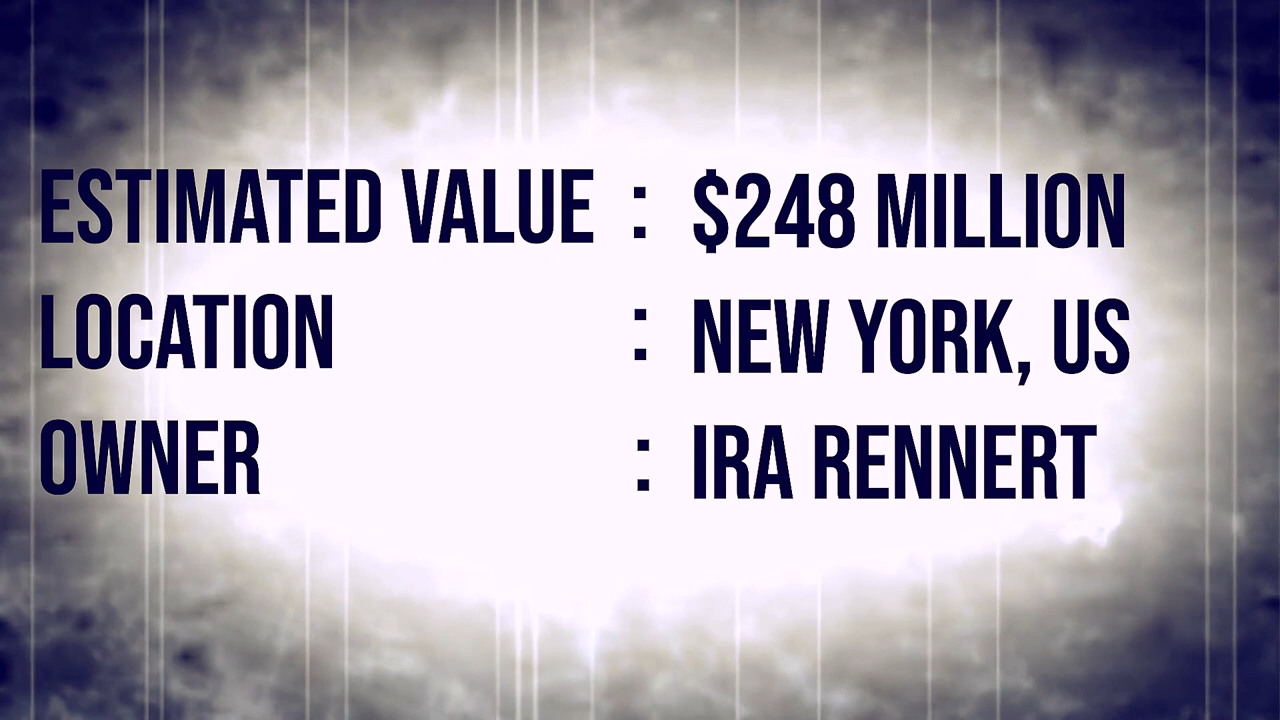 ESTIMATED VALUE : $248 MILLION
LOCATION : NEW YORK, US
OWNER : IRA RENNERT